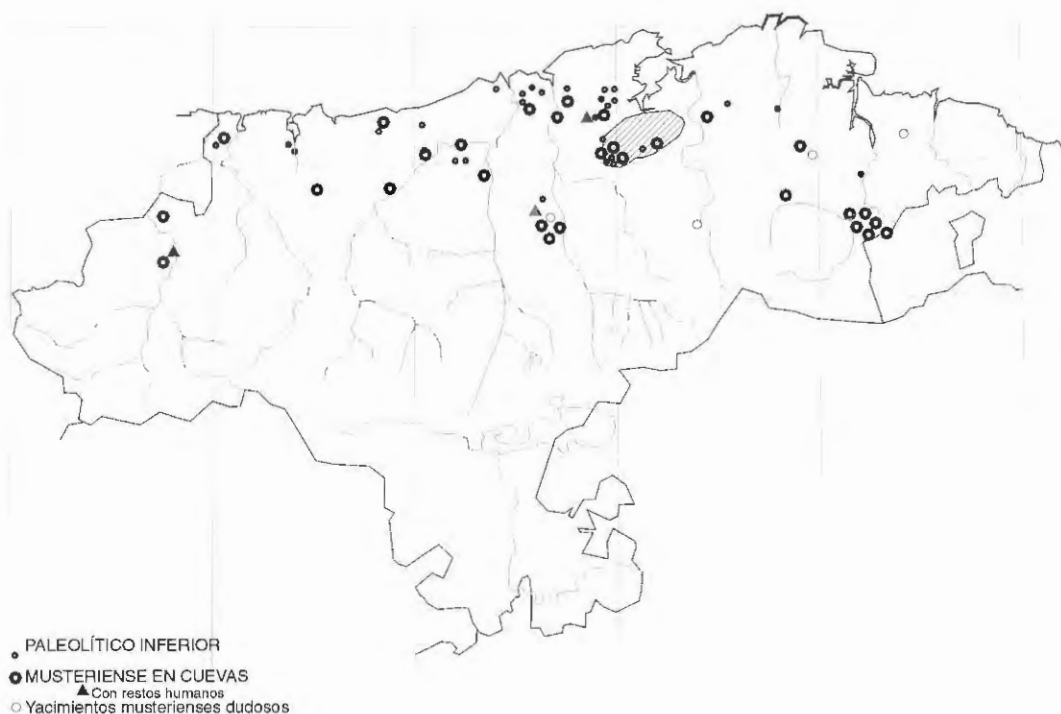 PALEOLÍTICO INFERIOR
MUSTERIENSE EN CUEVAS
Con restos humanos
Yacimientos musterienses dudosos